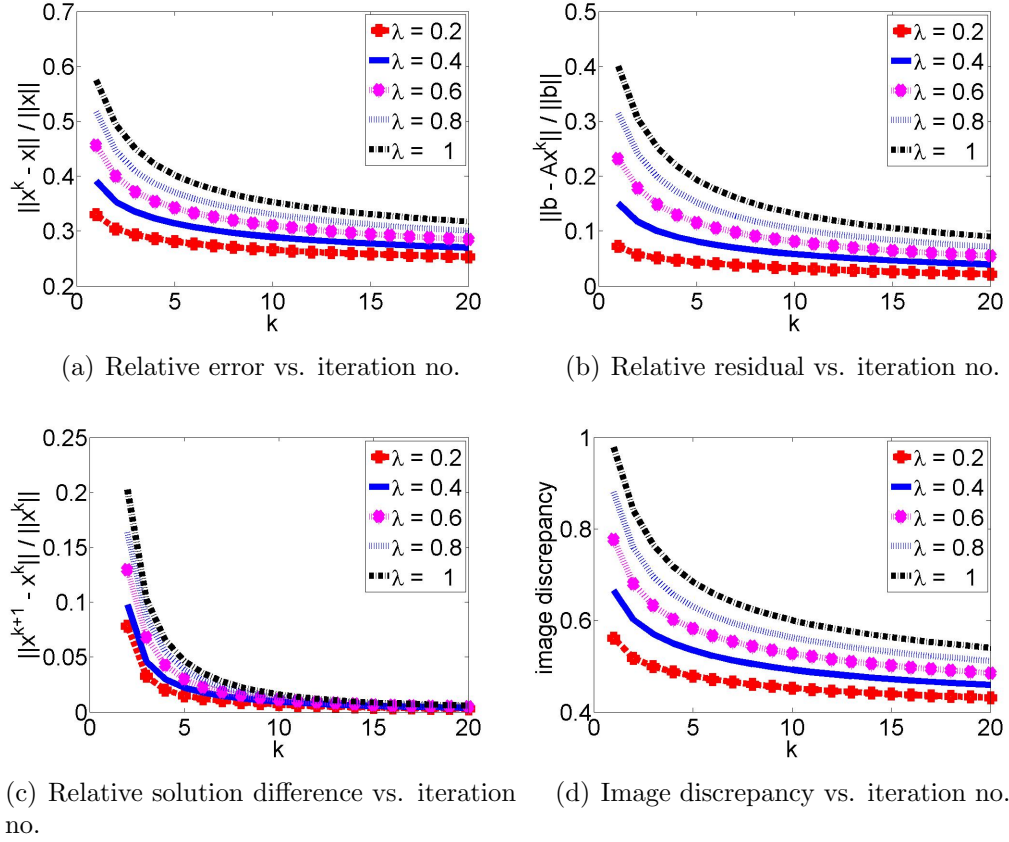 0.7
0.6
0.5
0.4
0.3
0.2
0 5 10 15 20
k
||x^k - x|| / ||x||
λ = 0.2
λ = 0.4
λ = 0.6
λ = 0.8
λ = 1
(a) Relative error vs. iteration no.
0.5
0.4
0.3
0.2
0.1
0
0 5 10 15 20
k
||b - Ax^k|| / ||b||
λ = 0.2
λ = 0.4
λ = 0.6
λ = 0.8
λ = 1
(b) Relative residual vs. iteration no.
0.25
0.2
0.15
0.1
0.05
0
0 5 10 15 20
k
||x^{k+1} - x^k|| / ||x^k||
λ = 0.2
λ = 0.4
λ = 0.6
λ = 0.8
λ = 1
(c) Relative solution difference vs. iteration
no.
1
0.8
0.6
0.4
0 5 10 15 20
k
image discrepancy
λ = 0.2
λ = 0.4
λ = 0.6
λ = 0.8
λ = 1
(d) Image discrepancy vs. iteration no.